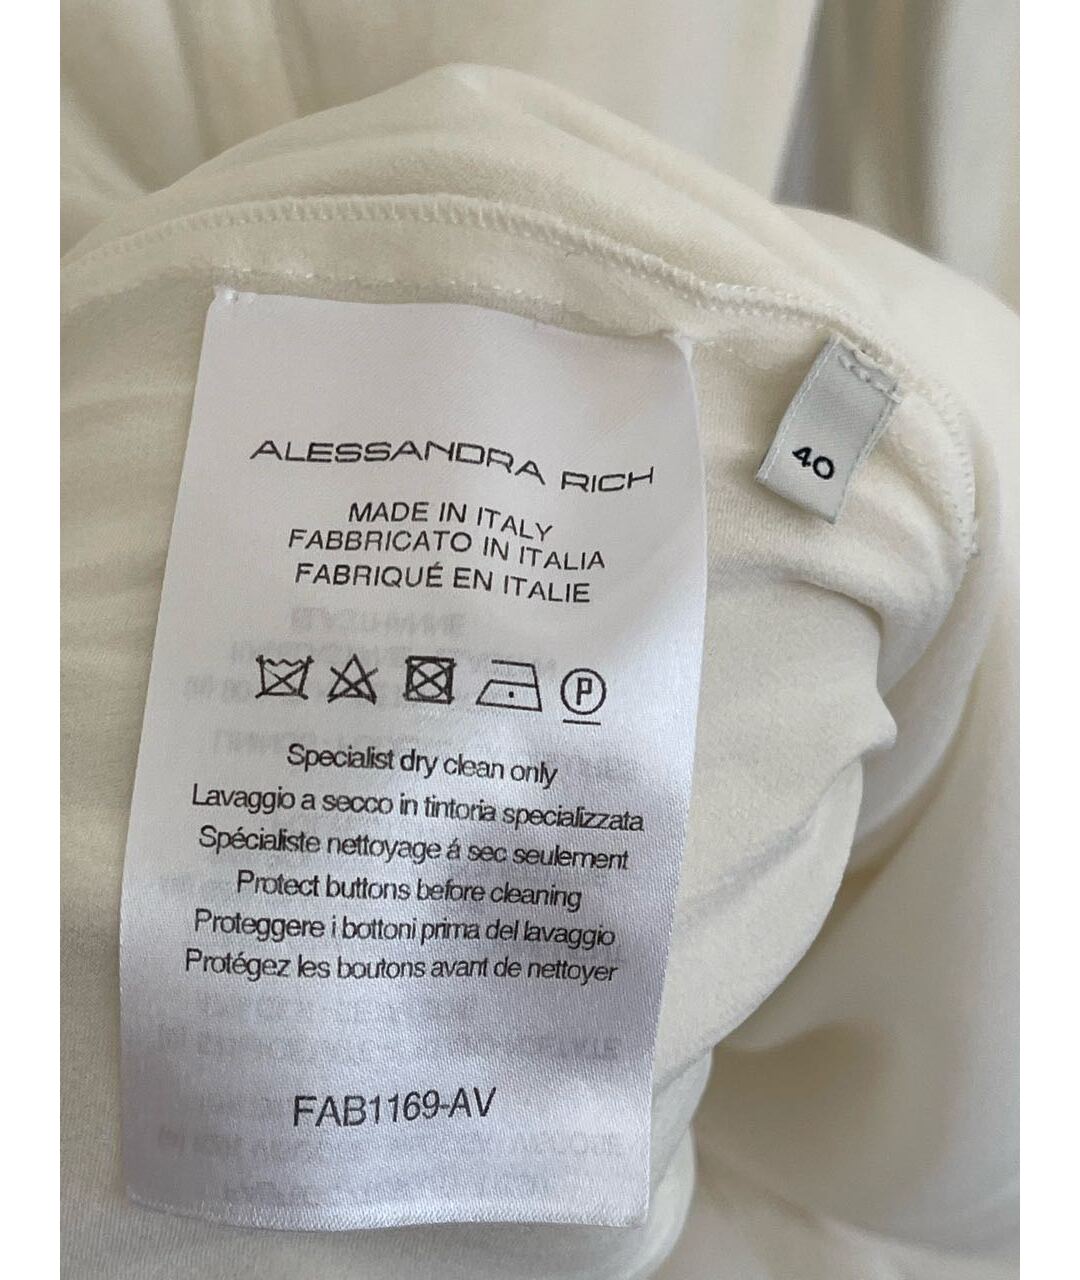 ALESSANDRA RICH
MADE IN ITALY
FABBRICATO IN ITALIA
FABRIQUÉ EN ITALIE
P
Specialist dry clean only
Lavaggio a secco in tintoria specializzata
Spécialiste nettoyage á sec seulement
Protect buttons before cleaning
Proteggere i bottoni prima del lavaggio
Protégez les boutons avant de nettoyer
FAB1169-AV
40